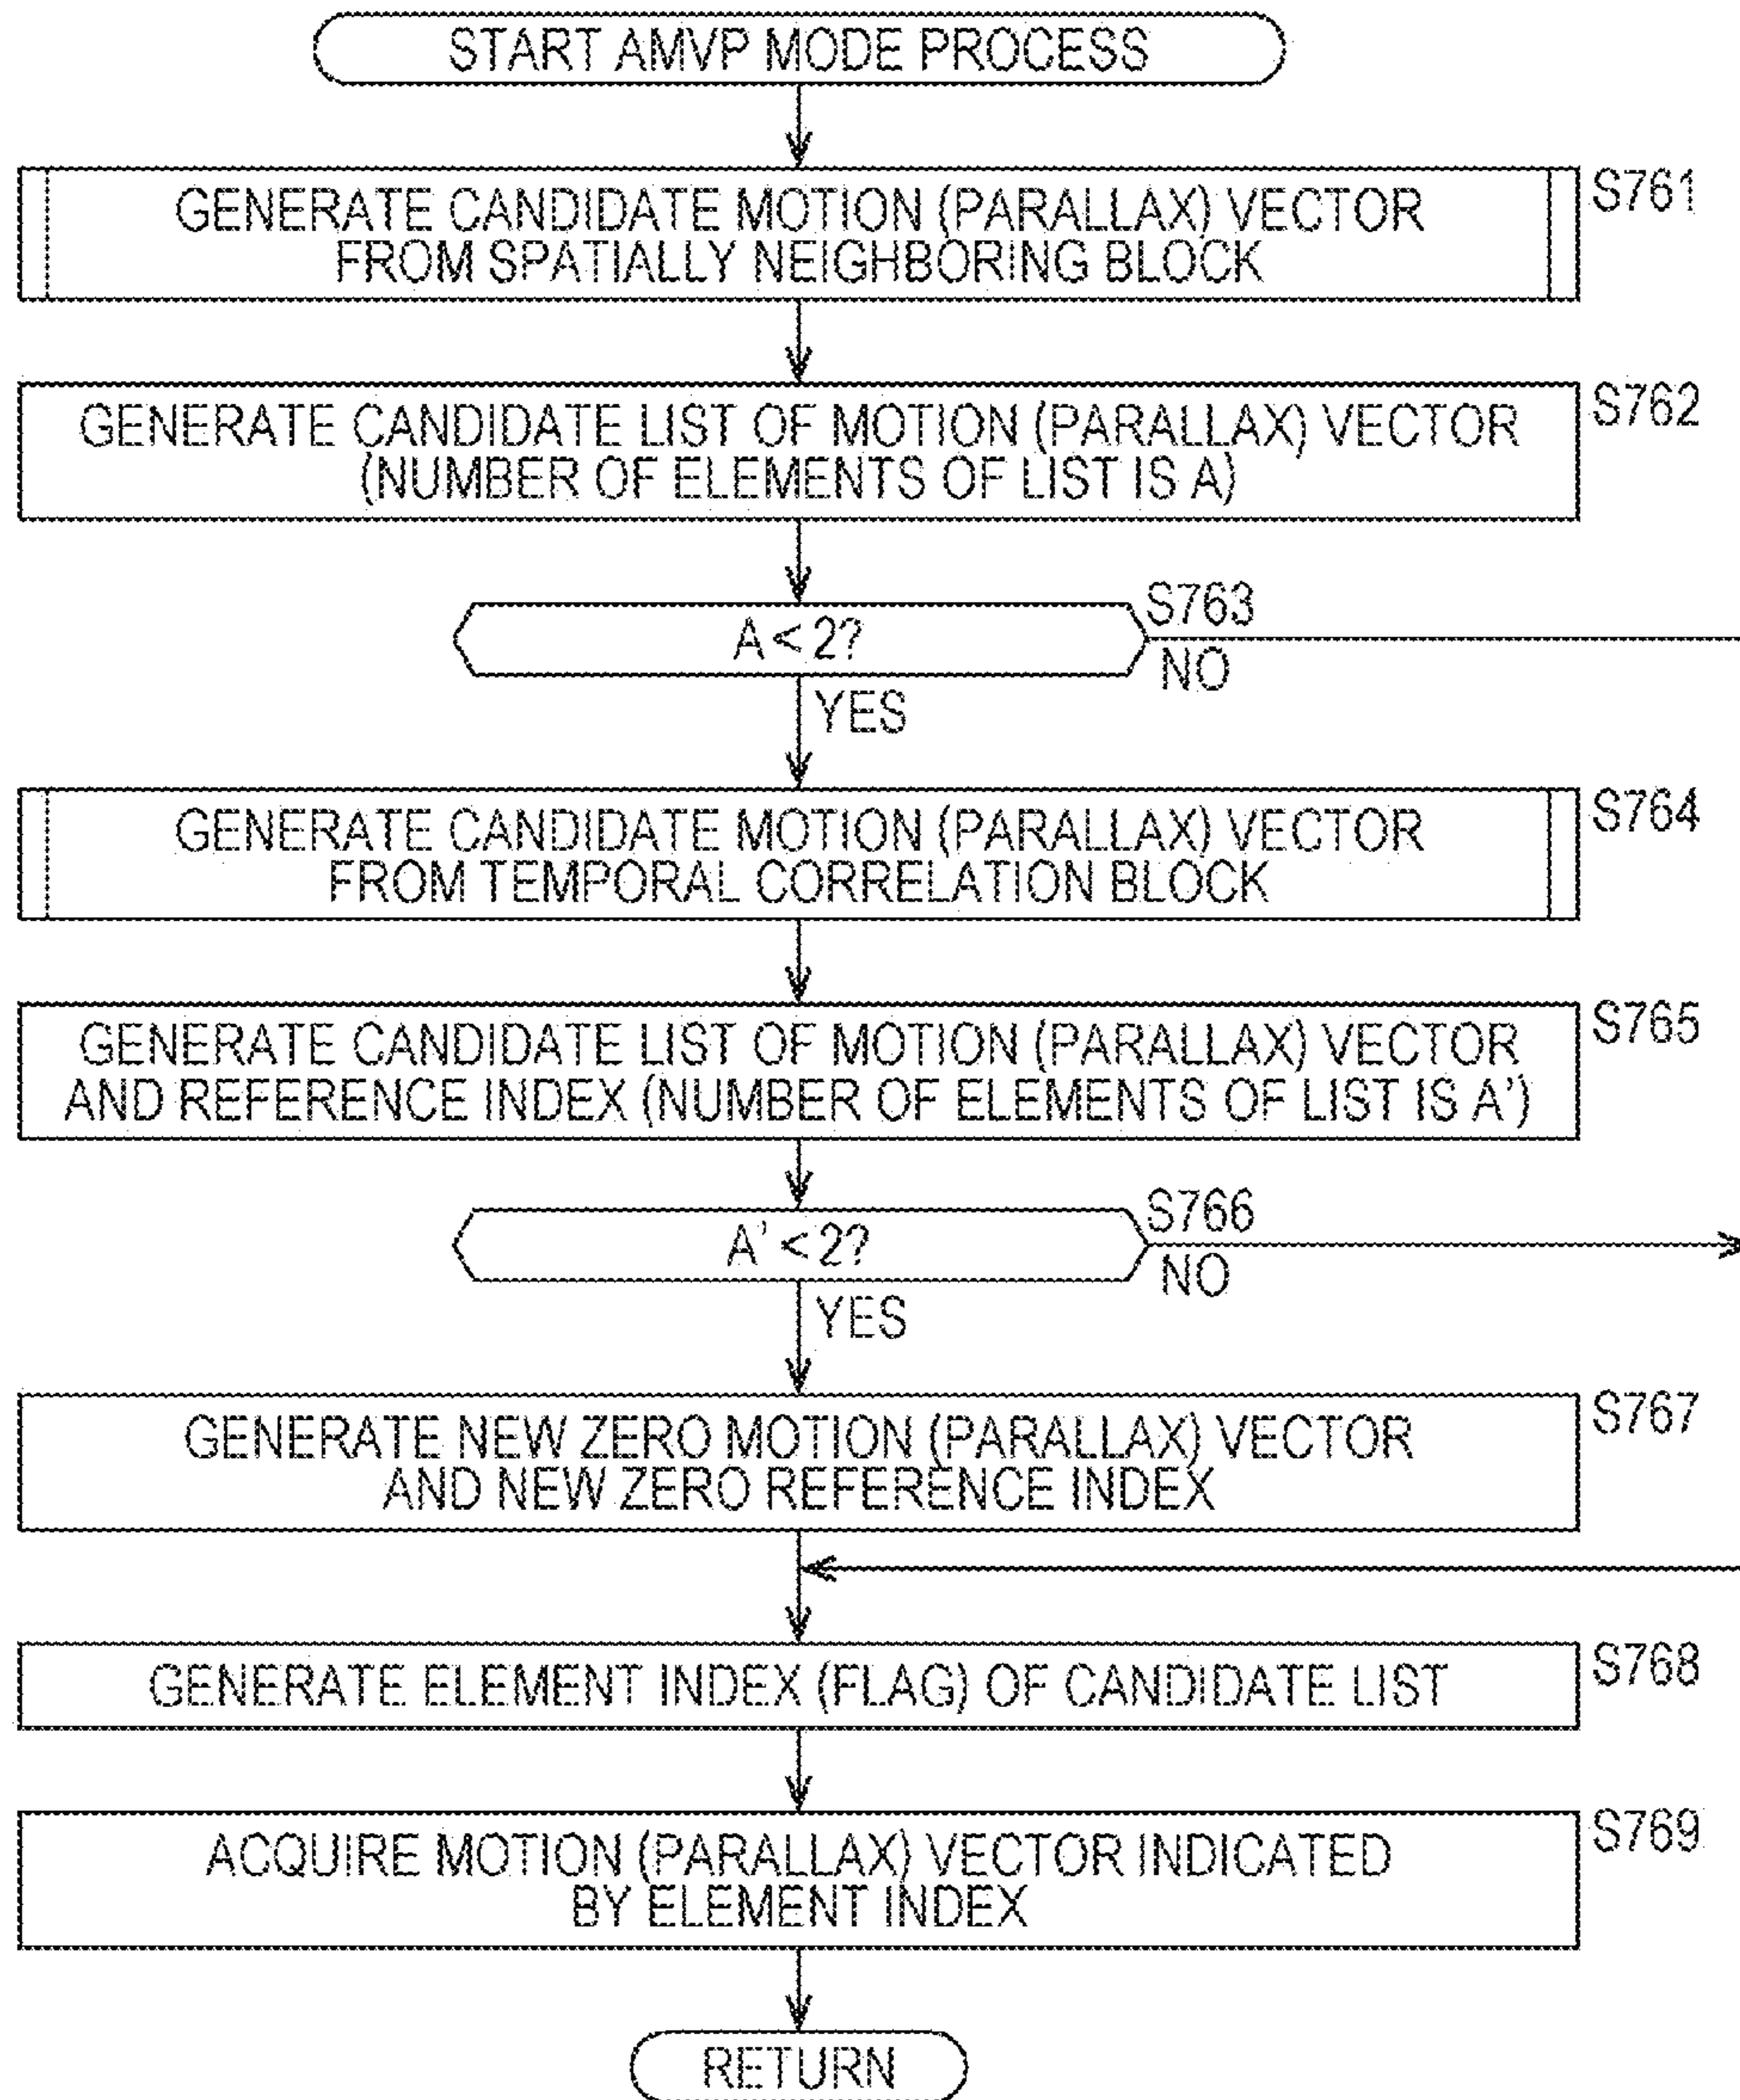 START AMVP MODE PROCESS
S761
GENERATE CANDIDATE MOTION (PARALLAX) VECTOR
FROM SPATIALLY NEIGHBORING BLOCK
S762
GENERATE CANDIDATE LIST OF MOTION (PARALLAX) VECTOR
(NUMBER OF ELEMENTS OF LIST IS A)
S763
A < 2?
NO
YES
S764
GENERATE CANDIDATE MOTION (PARALLAX) VECTOR
FROM TEMPORAL CORRELATION BLOCK
S765
GENERATE CANDIDATE LIST OF MOTION (PARALLAX) VECTOR
AND REFERENCE INDEX (NUMBER OF ELEMENTS OF LIST IS A')
S766
A' < 2?
NO
YES
S767
GENERATE NEW ZERO MOTION (PARALLAX) VECTOR
AND NEW ZERO REFERENCE INDEX
S768
GENERATE ELEMENT INDEX (FLAG) OF CANDIDATE LIST
S769
ACQUIRE MOTION (PARALLAX) VECTOR INDICATED
BY ELEMENT INDEX
RETURN